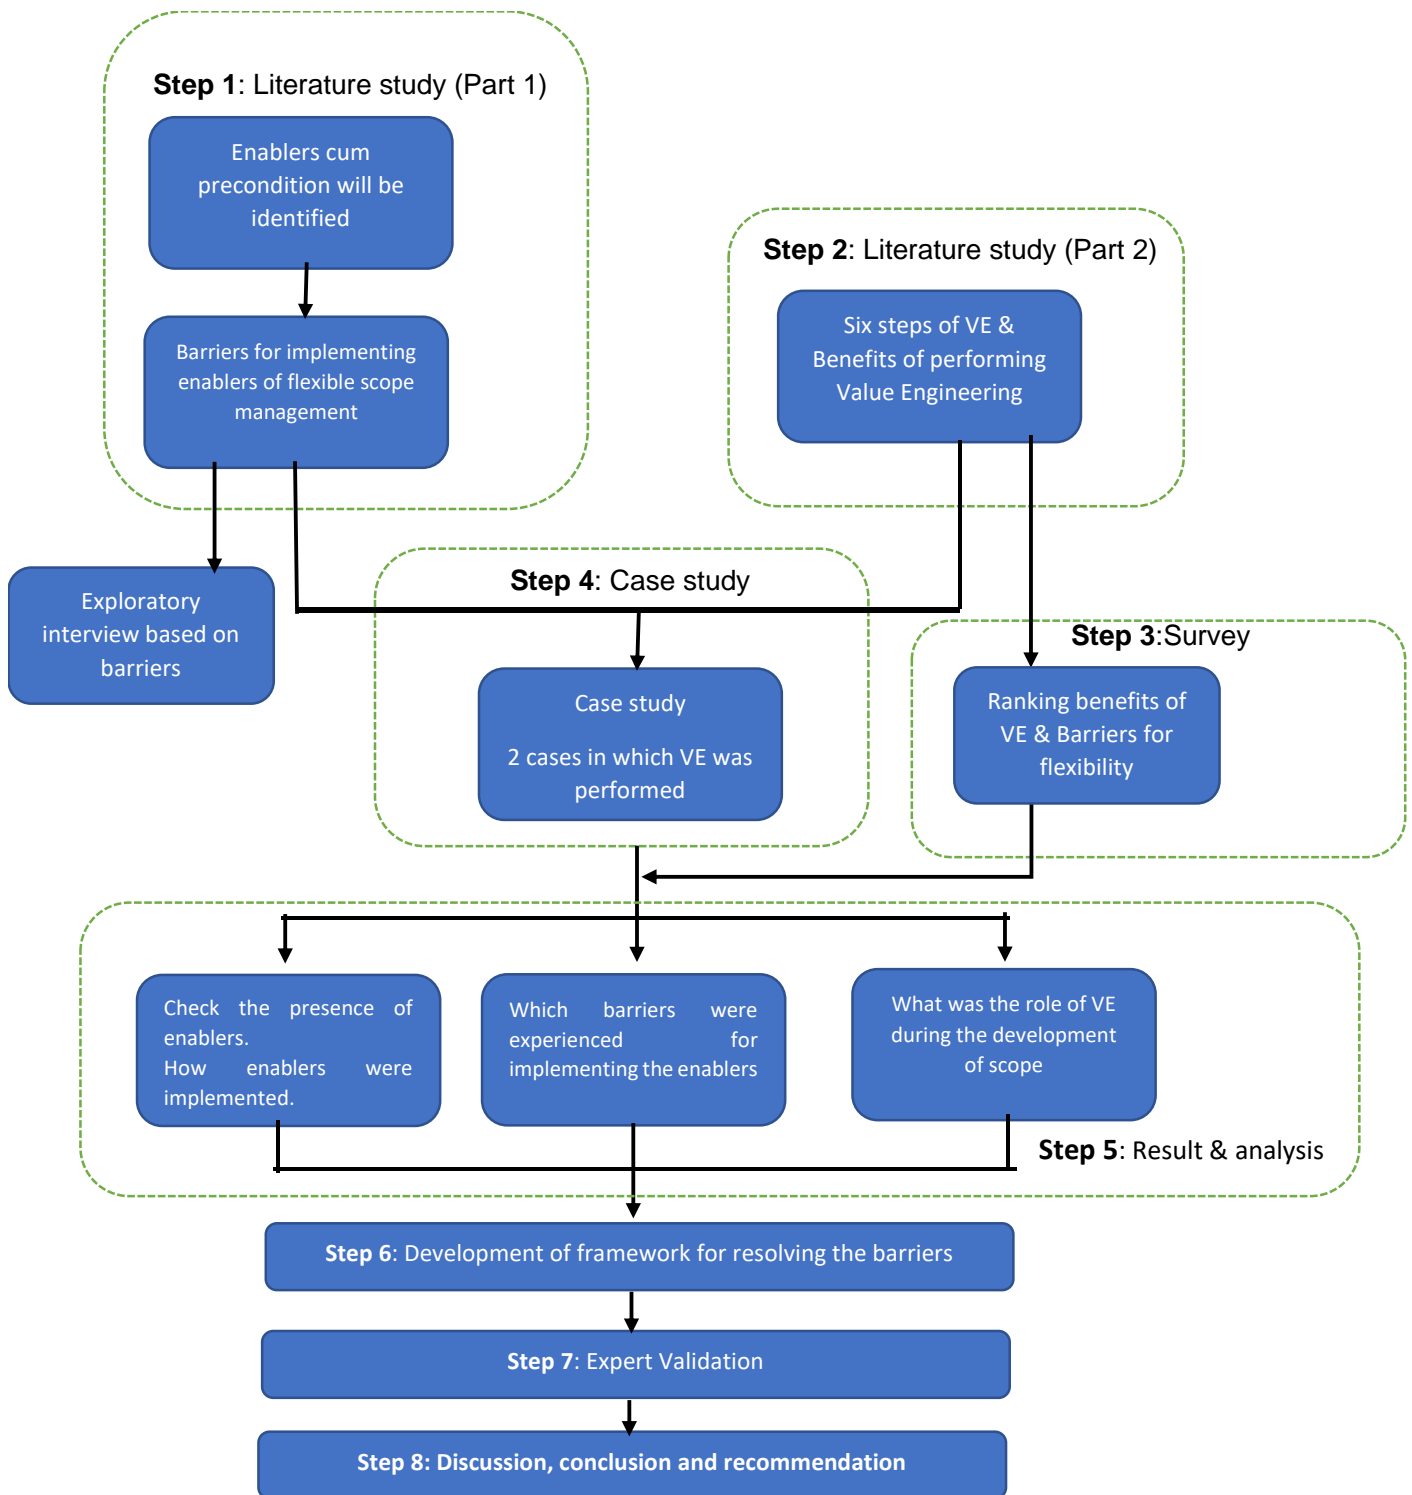 Step 1: Literature study (Part 1)
Enablers cum
precondition will be
identified
Barriers for implementing
enablers of flexible scope
management
Step 2: Literature study (Part 2)
Six steps of VE &
Benefits of performing
Value Engineering
Exploratory
interview based on
barriers
Step 4: Case study
Case study
2 cases in which VE was
performed
Step 3:Survey
Ranking benefits of
VE & Barriers for
flexibility
Check the presence of
enablers.
How enablers were
implemented.
Which barriers were
experienced for
implementing the enablers
What was the role of VE
during the development
of scope
Step 5: Result & analysis
Step 6: Development of framework for resolving the barriers
Step 7: Expert Validation
Step 8: Discussion, conclusion and recommendation